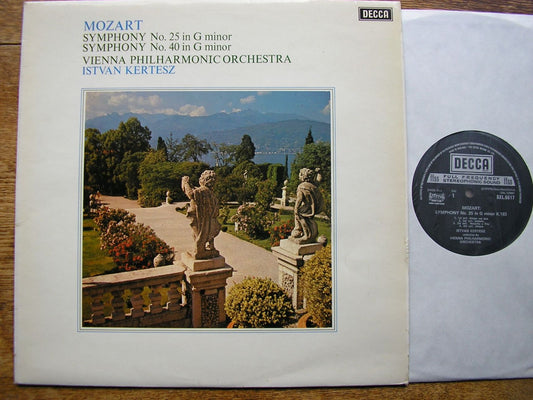 DECCA
MOZART
SYMPHONY No. 25 in G minor
SYMPHONY No. 40 in G minor
VIENNA PHILHARMONIC ORCHESTRA
ISTVAN KERTESZ
DECCA
FULL FREQUENCY
STEREOPHONIC SOUND
SXL.6617
1
MOZART:
SYMPHONY No. 25 in G minor K.183
ISTVAN KERTESZ
VIENNA PHILHARMONIC
ORCHESTRA